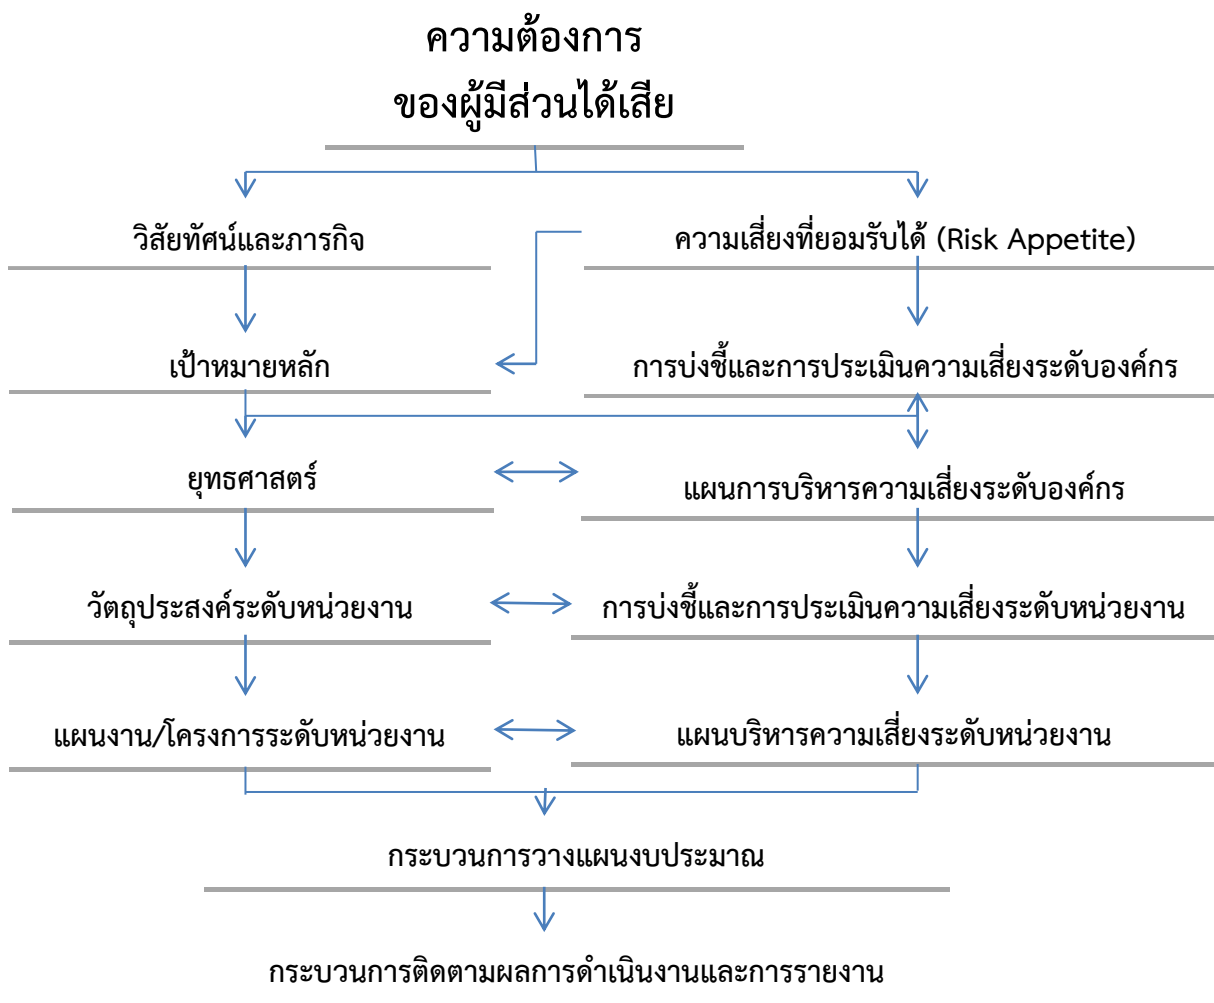 ความต้องการ
ของผู้มีส่วนได้เสีย
วิสัยทัศน์และภารกิจ
ความเสี่ยงที่ยอมรับได้ (Risk Appetite)
เป้าหมายหลัก
การบ่งชี้และการประเมินความเสี่ยงระดับองค์กร
ยุทธศาสตร์
แผนการบริหารความเสี่ยงระดับองค์กร
วัตถุประสงค์ระดับหน่วยงาน
การบ่งชี้และการประเมินความเสี่ยงระดับหน่วยงาน
แผนงาน/โครงการระดับหน่วยงาน
แผนบริหารความเสี่ยงระดับหน่วยงาน
กระบวนการวางแผนงบประมาณ
กระบวนการติดตามผลการดำเนินงานและการรายงาน